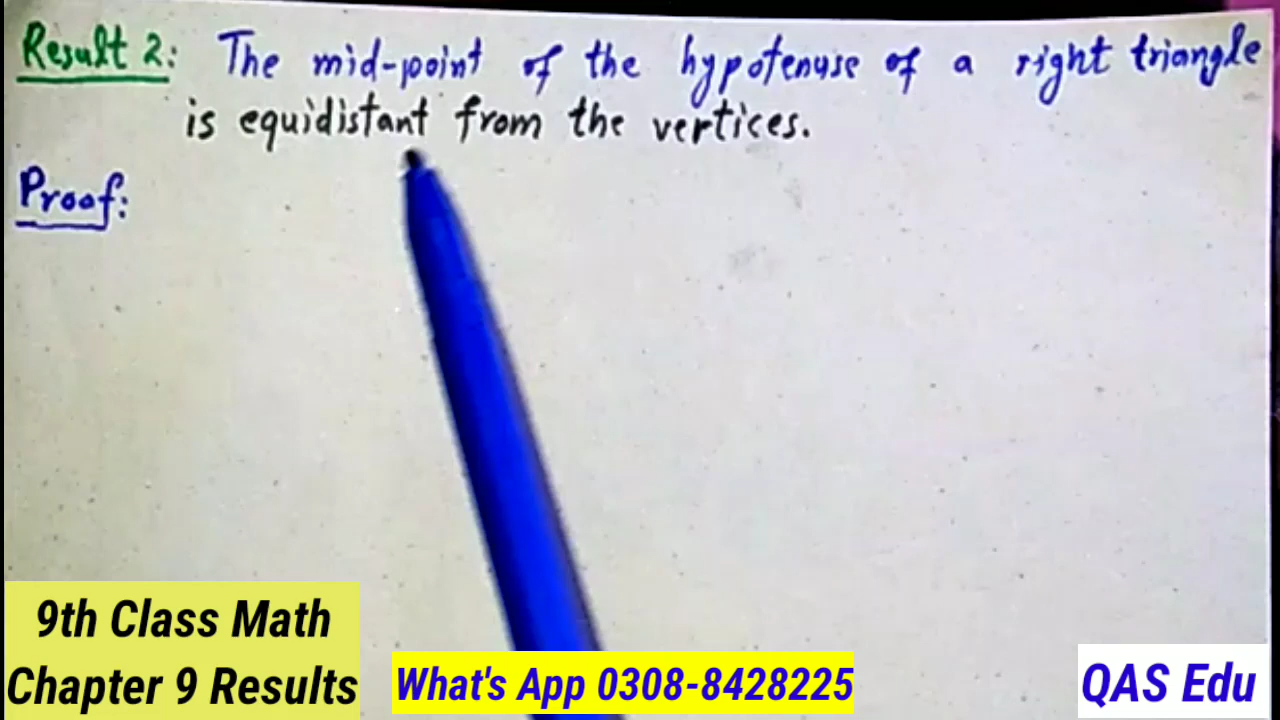 Result 2: The mid-point of the hypotenuse of a right triangle
is equidistant from the vertices.
Proof:
9th Class Math
Chapter 9 Results
What's App 0308-8428225
QAS Edu